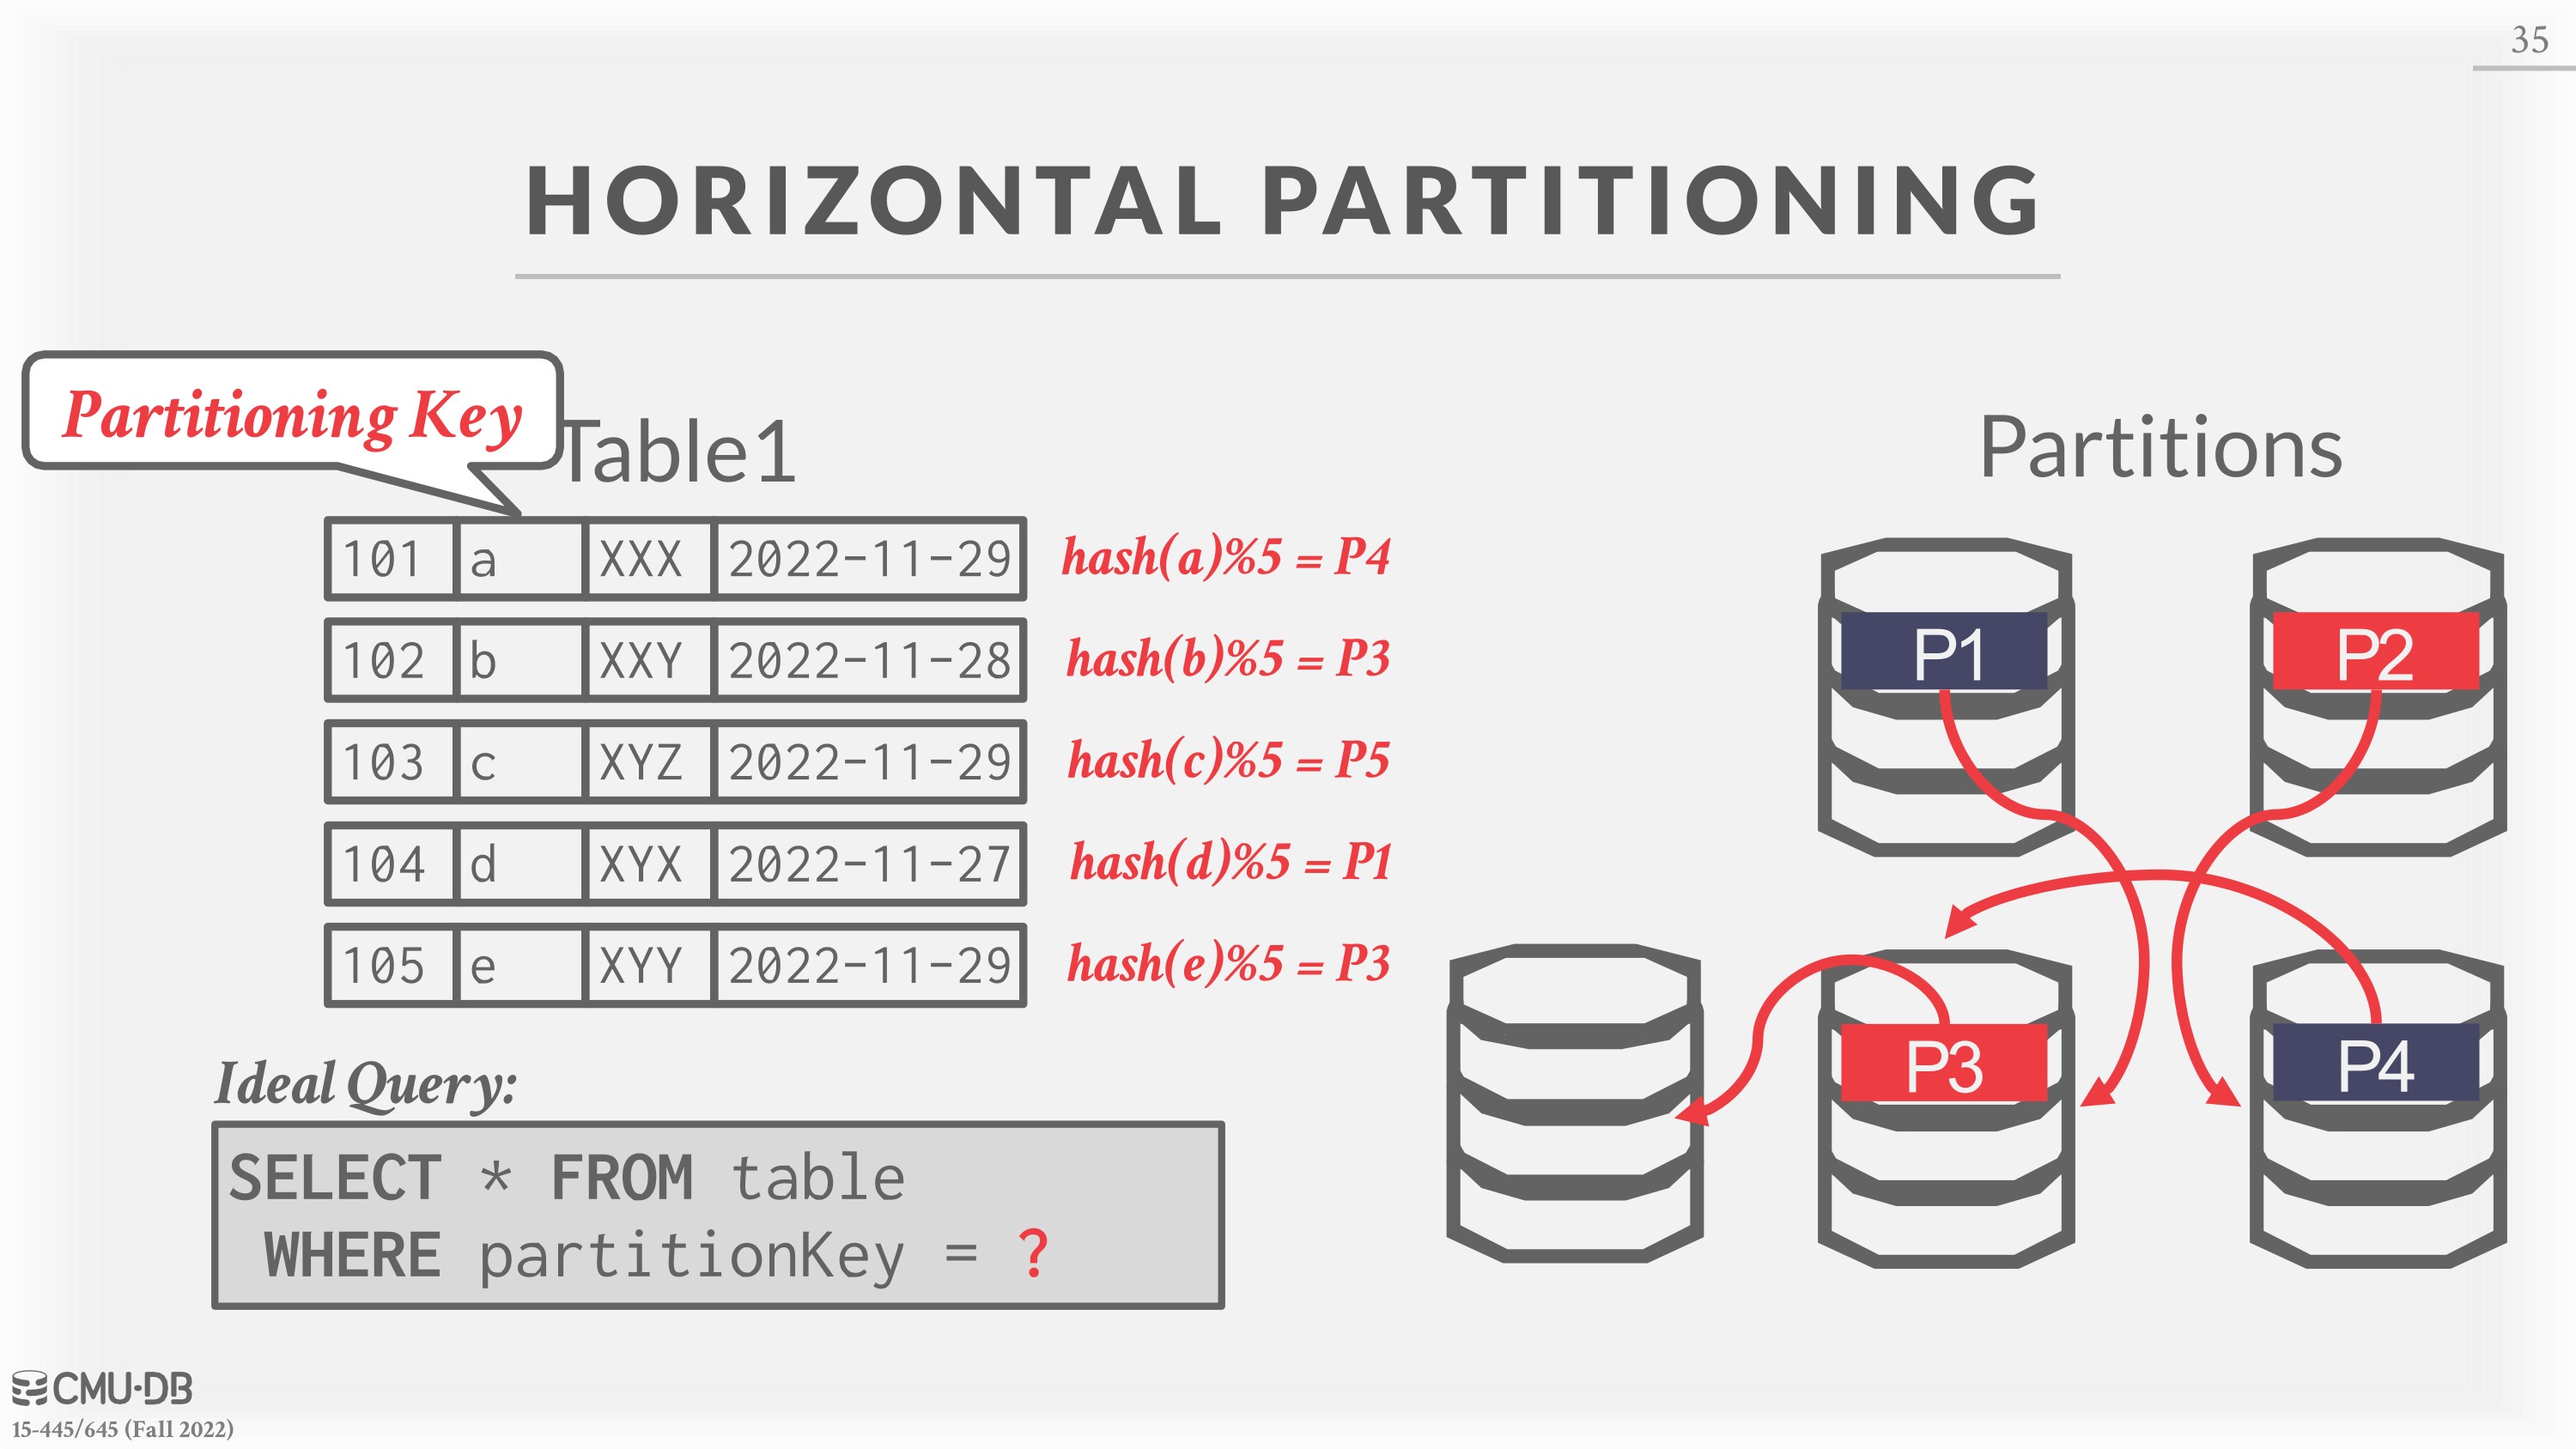 35
HORIZONTAL PARTITIONING
Partitioning Key
Table1
101 a XXX 2022-11-29 hash(a)%5 = P4
102 b XXY 2022-11-28 hash(b)%5 = P3
103 c XYZ 2022-11-29 hash(c)%5 = P5
104 d XYX 2022-11-27 hash(d)%5 = P1
105 e XYY 2022-11-29 hash(e)%5 = P3
Ideal Query:
SELECT * FROM table
WHERE partitionKey = ?
Partitions
P1 P2
P3 P4
CMU·DB
15-445/645 (Fall 2022)